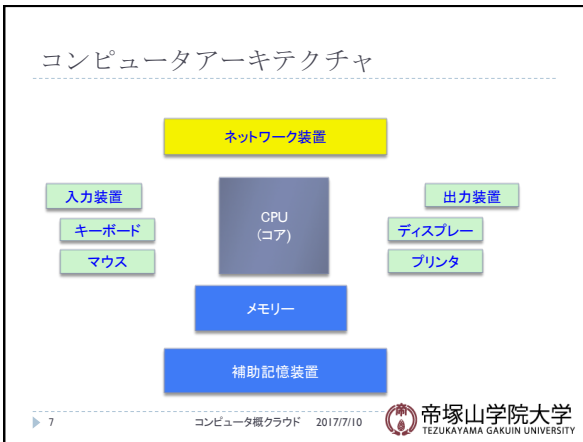 コンピュータアーキテクチャ
ネットワーク装置
入力装置
キーボード
マウス
CPU
(コア)
出力装置
ディスプレー
プリンタ
メモリー
補助記憶装置
7 コンピュータ概クラウド 2017/7/10
帝塚山学院大学
TEZUKAYAMA GAKUIN UNIVERSITY